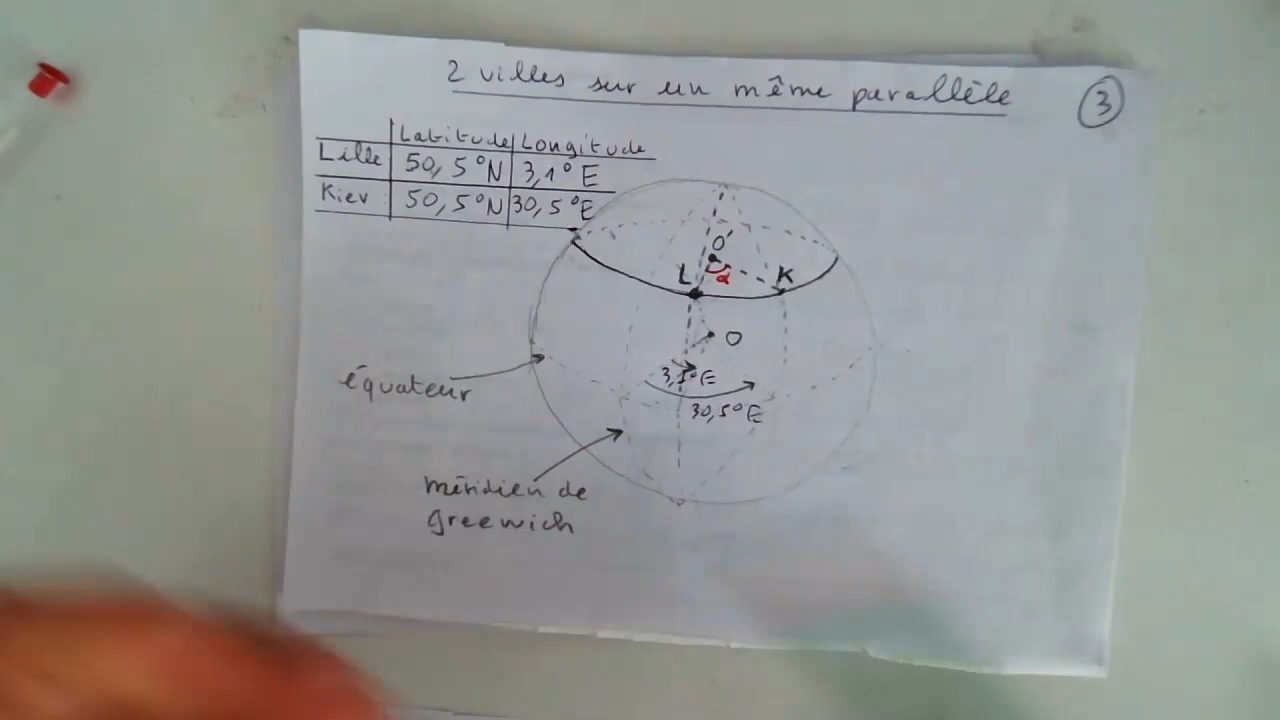 2 villes sur un même parallèle
3
Latitude Longitude
Lille 50,5°N 3,1°E
Kiev 50,5°N 30,5°E
O'
L α K
O
3,1°E
30,5°E
équateur
méridien de
greewich